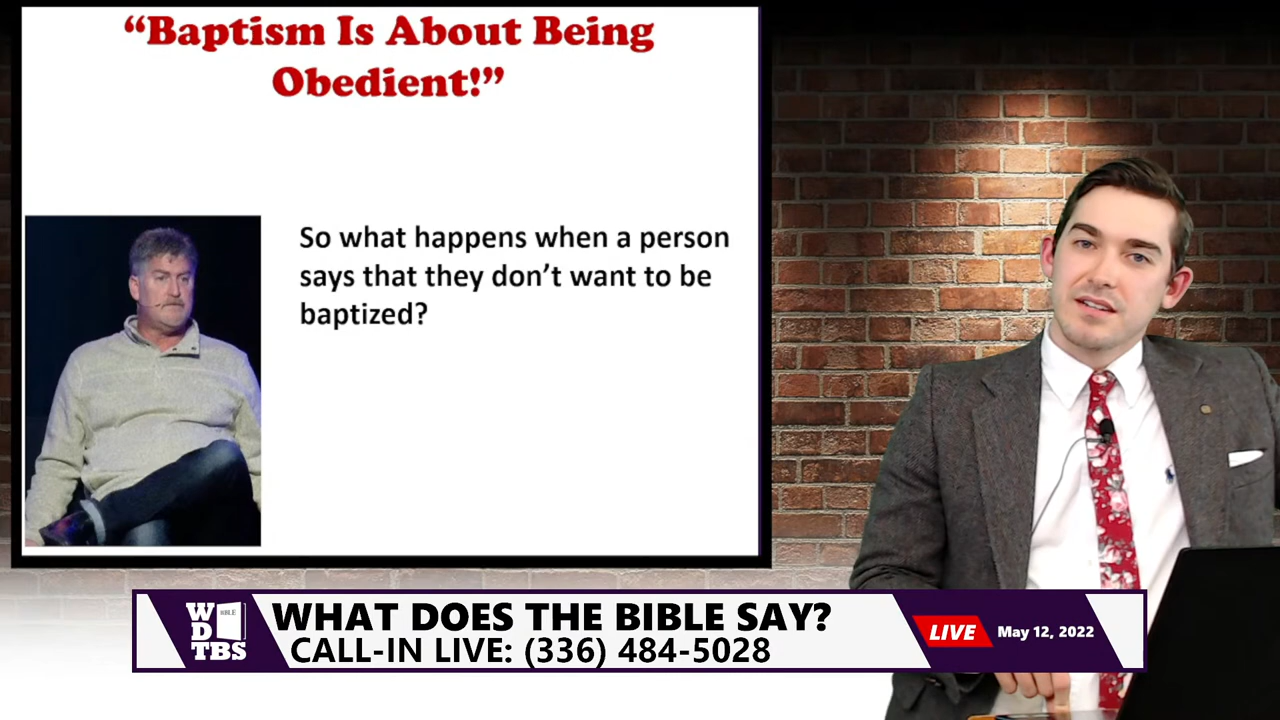 “Baptism Is About Being
Obedient!”
So what happens when a person
says that they don’t want to be
baptized?
W
D BIBLE
TBS
WHAT DOES THE BIBLE SAY?
CALL-IN LIVE: (336) 484-5028
LIVE
May 12, 2022